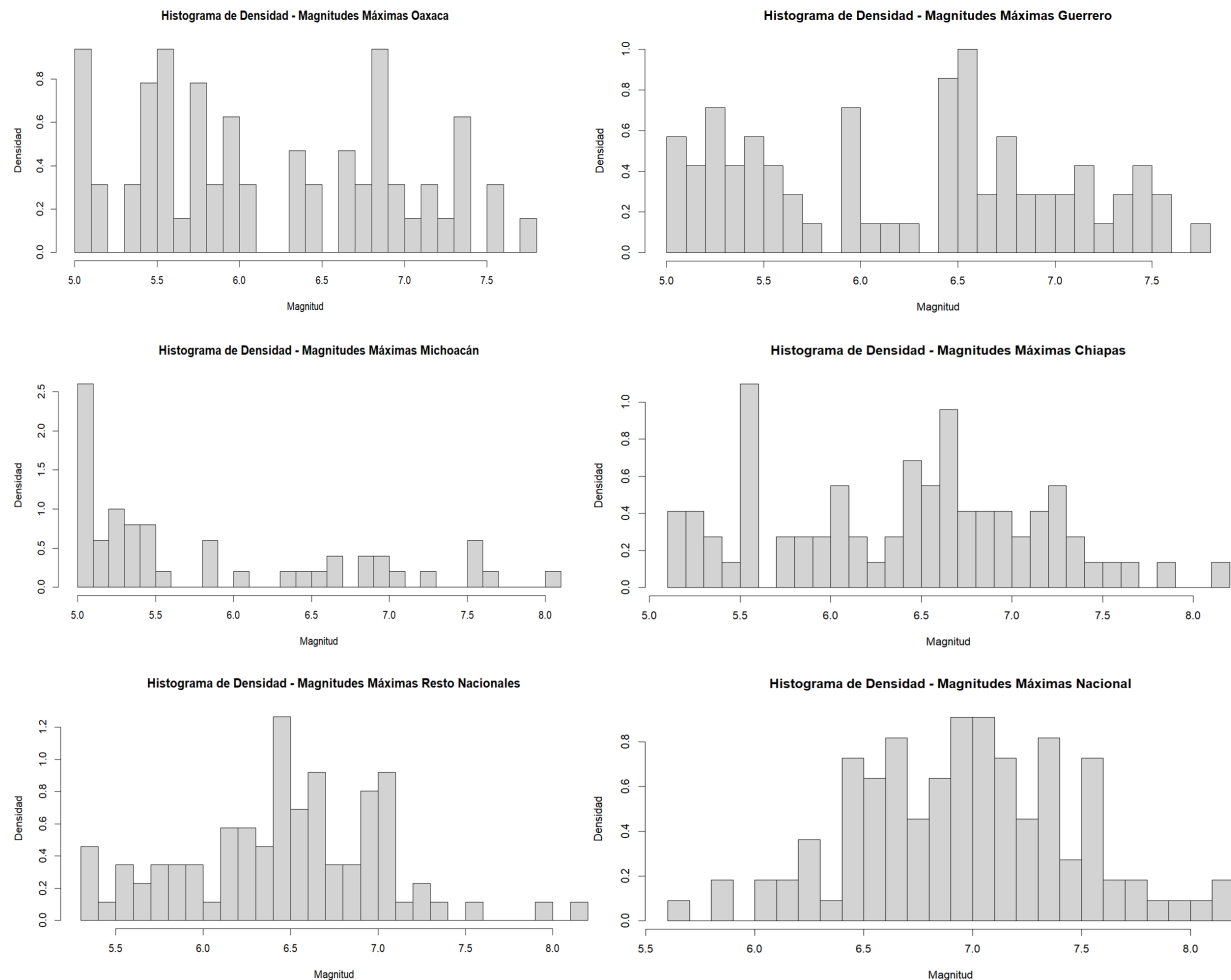 Histograma de Densidad - Magnitudes Máximas Oaxaca
Densidad
0.0 0.2 0.4 0.6 0.8
5.0 5.5 6.0 6.5 7.0 7.5
Magnitud
Histograma de Densidad - Magnitudes Máximas Guerrero
Densidad
0.0 0.2 0.4 0.6 0.8 1.0
5.0 5.5 6.0 6.5 7.0 7.5
Magnitud
Histograma de Densidad - Magnitudes Máximas Michoacán
Densidad
0.0 0.5 1.0 1.5 2.0 2.5
5.0 5.5 6.0 6.5 7.0 7.5 8.0
Magnitud
Histograma de Densidad - Magnitudes Máximas Chiapas
Densidad
0.0 0.2 0.4 0.6 0.8 1.0
5.0 5.5 6.0 6.5 7.0 7.5 8.0
Magnitud
Histograma de Densidad - Magnitudes Máximas Resto Nacionales
Densidad
0.0 0.2 0.4 0.6 0.8 1.0 1.2
5.5 6.0 6.5 7.0 7.5 8.0
Magnitud
Histograma de Densidad - Magnitudes Máximas Nacional
Densidad
0.0 0.2 0.4 0.6 0.8
5.5 6.0 6.5 7.0 7.5 8.0
Magnitud